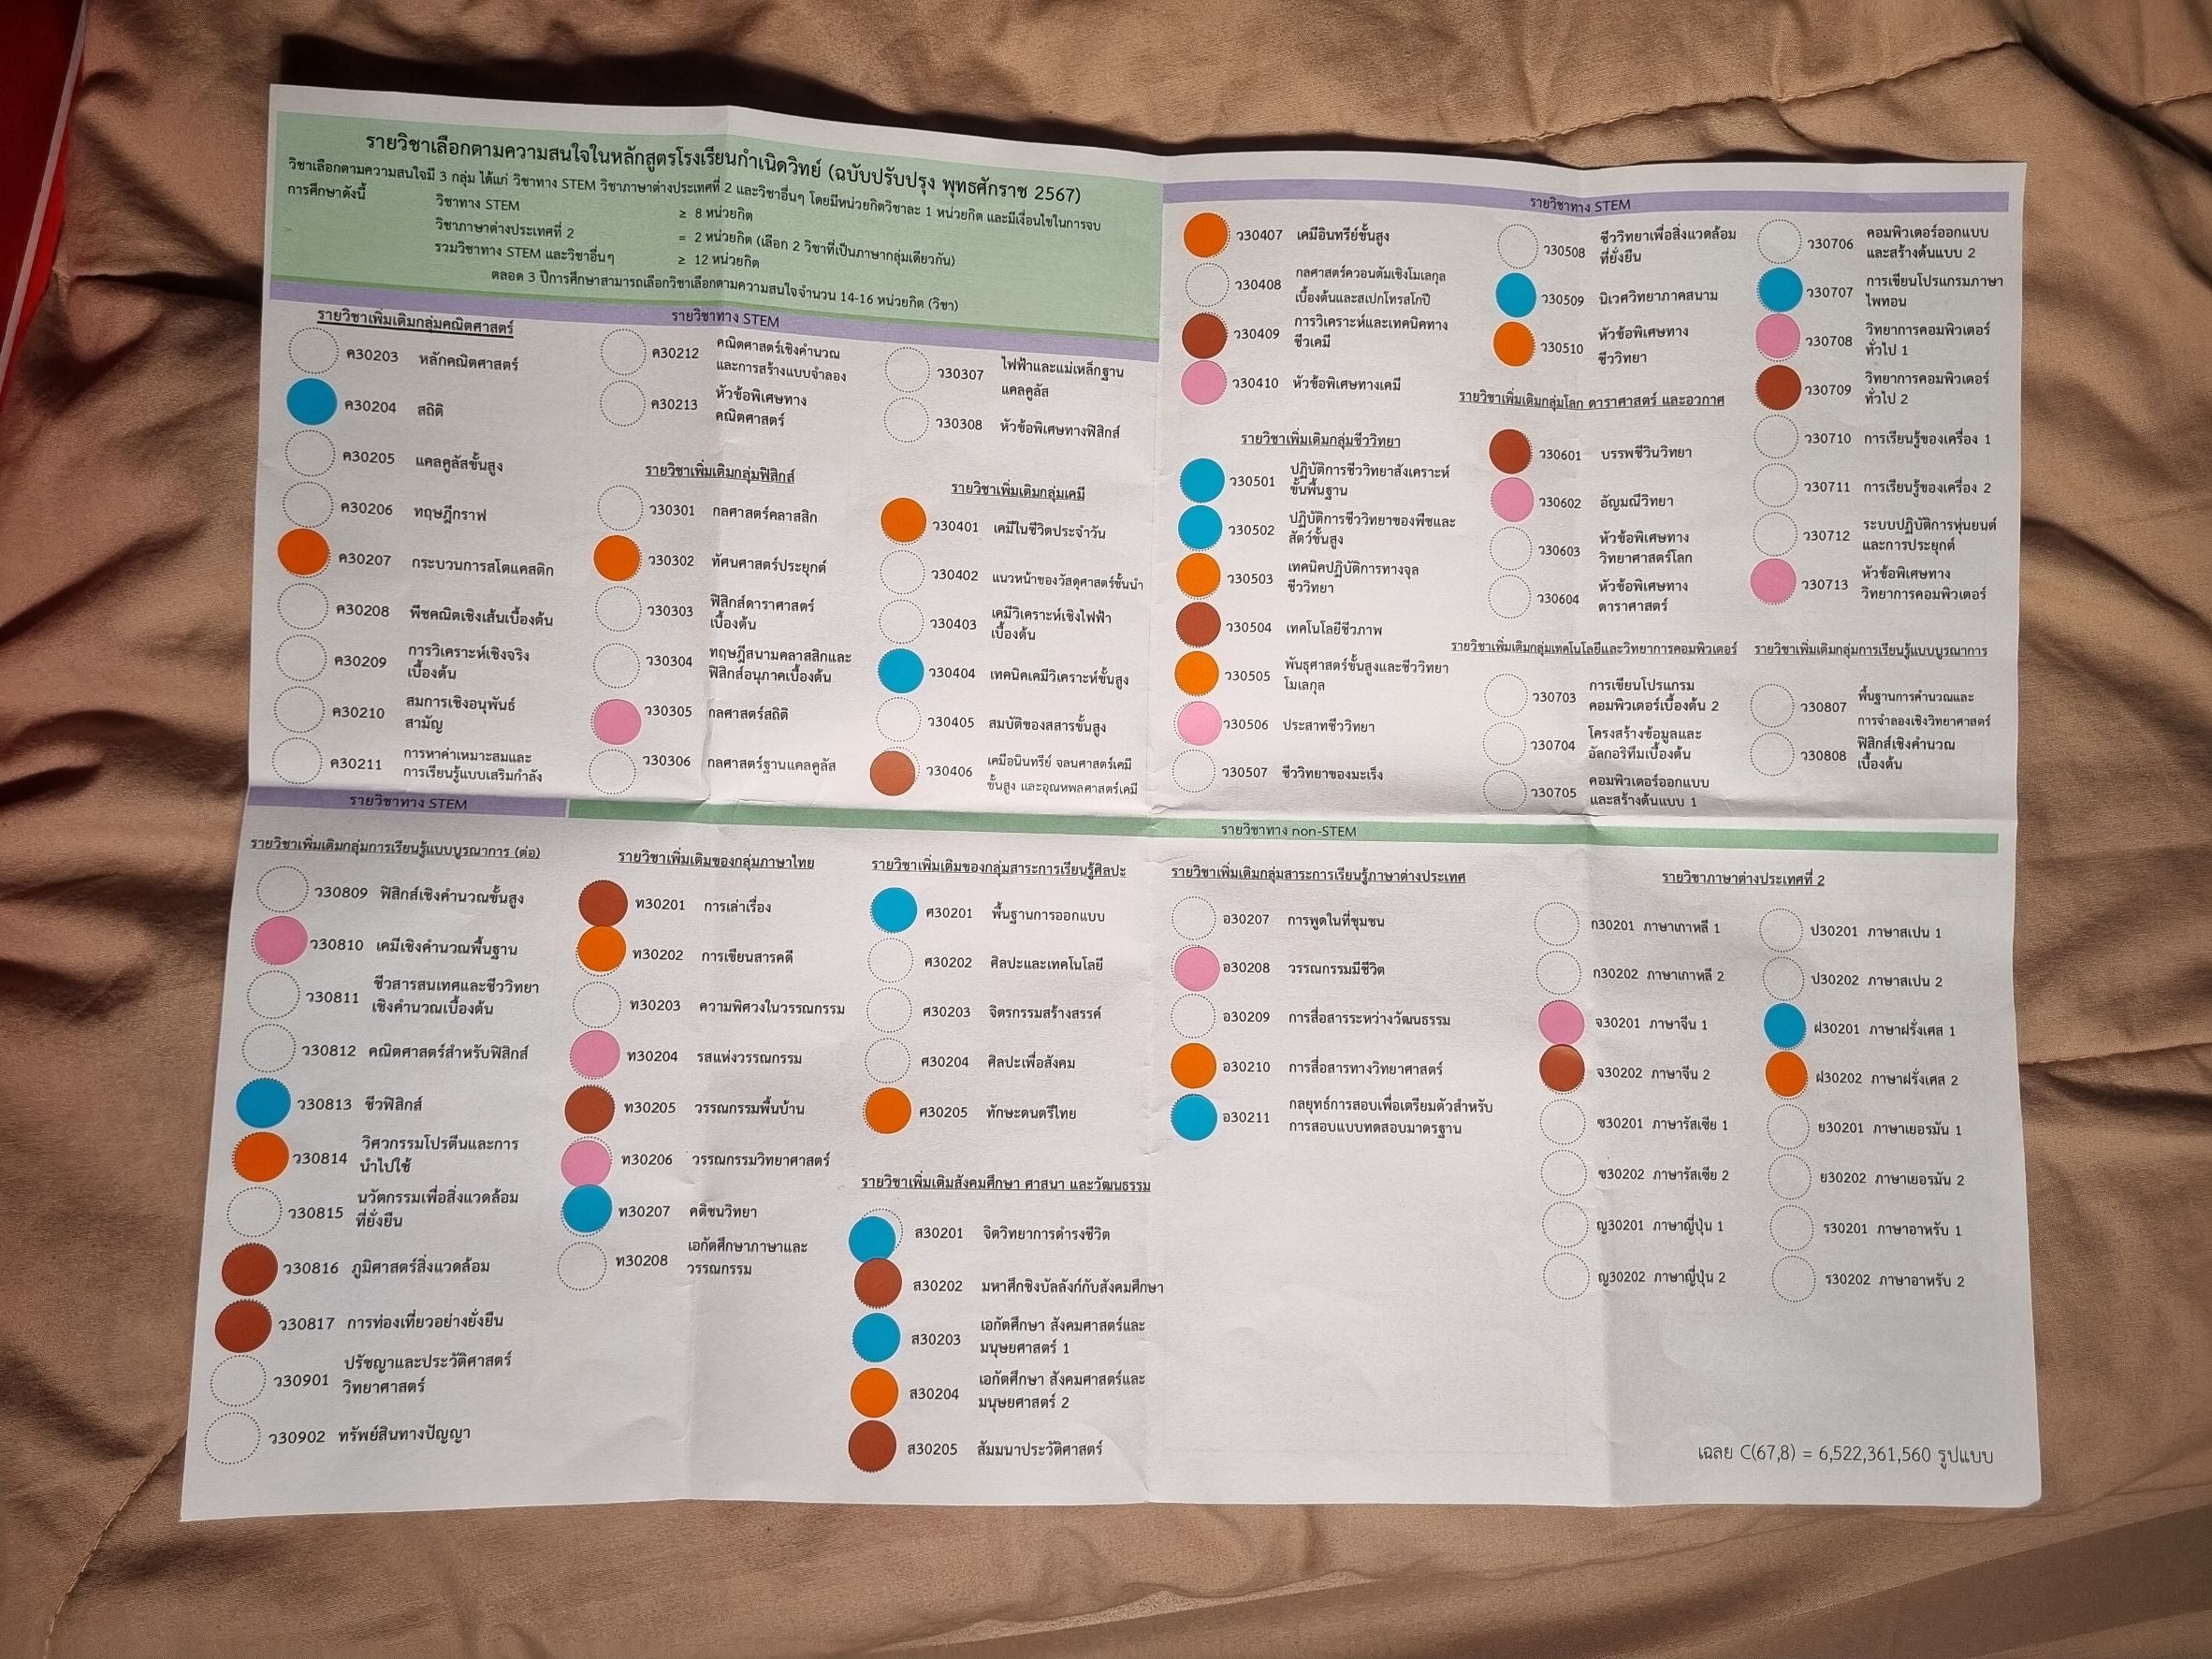 รายวิชาเลือกตามความสนใจในหลักสูตรโรงเรียนกำเนิดวิทย์ (ฉบับปรับปรุง พุทธศักราช 2567)
วิชาเลือกตามความสนใจมี 3 กลุ่ม ได้แก่ วิชาทาง STEM วิชาภาษาต่างประเทศที่ 2 และวิชาอื่นๆ โดยมีหน่วยกิตวิชาละ 1 หน่วยกิต และมีเงื่อนไขในการจบ
การศึกษาดังนี้
วิชาทาง STEM ≥ 8 หน่วยกิต
วิชาภาษาต่างประเทศที่ 2 = 2 หน่วยกิต (เลือก 2 วิชาที่เป็นภาษากลุ่มเดียวกัน)
รวมวิชาทาง STEM และวิชาอื่นๆ ≥ 12 หน่วยกิต
ตลอด 3 ปีการศึกษาสามารถเลือกวิชาเลือกตามความสนใจจำนวน 14-16 หน่วยกิต (วิชา)
รายวิชาทาง STEM
รายวิชาเพิ่มเติมกลุ่มคณิตศาสตร์
ค30203 หลักคณิตศาสตร์
ค30204 สถิติ
ค30205 แคลคูลัสขั้นสูง
ค30206 ทฤษฎีกราฟ
ค30207 กระบวนการสโตแคสติก
ค30208 พีชคณิตเชิงเส้นเบื้องต้น
ค30209 การวิเคราะห์เชิงจริง
เบื้องต้น
ค30210 สมการเชิงอนุพันธ์
สามัญ
ค30211 การหาค่าเหมาะสมและ
การเรียนรู้แบบเสริมกำลัง
ค30212 คณิตศาสตร์เชิงคำนวณ
และการสร้างแบบจำลอง
ค30213 หัวข้อพิเศษทาง
คณิตศาสตร์
รายวิชาเพิ่มเติมกลุ่มฟิสิกส์
ว30301 กลศาสตร์คลาสสิก
ว30302 ทัศนศาสตร์ประยุกต์
ว30303 ฟิสิกส์ดาราศาสตร์
เบื้องต้น
ว30304 ทฤษฎีสนามคลาสสิกและ
ฟิสิกส์อนุภาคเบื้องต้น
ว30305 กลศาสตร์สถิติ
ว30306 กลศาสตร์ฐานแคลคูลัส
ว30307 ไฟฟ้าและแม่เหล็กฐาน
แคลคูลัส
ว30308 หัวข้อพิเศษทางฟิสิกส์
รายวิชาเพิ่มเติมกลุ่มเคมี
ว30401 เคมีในชีวิตประจำวัน
ว30402 แนวหน้าของวัสดุศาสตร์ชั้นนำ
ว30403 เคมีวิเคราะห์เชิงไฟฟ้า
เบื้องต้น
ว30404 เทคนิคเคมีวิเคราะห์ขั้นสูง
ว30405 สมบัติของสสารขั้นสูง
ว30406 เคมีอนินทรีย์ จลนศาสตร์เคมี
ขั้นสูง และอุณหพลศาสตร์เคมี
รายวิชาทาง STEM
ว30407 เคมีอินทรีย์ขั้นสูง
ว30408 กลศาสตร์ควอนตัมเชิงโมเลกุล
เบื้องต้นและสเปกโทรสโกปี
ว30409 การวิเคราะห์และเทคนิคทาง
ชีวเคมี
ว30410 หัวข้อพิเศษทางเคมี
รายวิชาเพิ่มเติมกลุ่มชีววิทยา
ว30501 ปฏิบัติการชีววิทยาสังเคราะห์
ขั้นพื้นฐาน
ว30502 ปฏิบัติการชีววิทยาของพืชและ
สัตว์ขั้นสูง
ว30503 เทคนิคปฏิบัติการทางจุล
ชีววิทยา
ว30504 เทคโนโลยีชีวภาพ
ว30505 พันธุศาสตร์ขั้นสูงและชีววิทยา
โมเลกุล
ว30506 ประสาทชีววิทยา
ว30507 ชีววิทยาของมะเร็ง
ว30508 ชีววิทยาเพื่อสิ่งแวดล้อม
ที่ยั่งยืน
ว30509 นิเวศวิทยาภาคสนาม
ว30510 หัวข้อพิเศษทาง
ชีววิทยา
รายวิชาเพิ่มเติมกลุ่มโลก ดาราศาสตร์ และอวกาศ
ว30601 บรรพชีวินวิทยา
ว30602 อัญมณีวิทยา
ว30603 หัวข้อพิเศษทาง
วิทยาศาสตร์โลก
ว30604 หัวข้อพิเศษทาง
ดาราศาสตร์
รายวิชาเพิ่มเติมกลุ่มเทคโนโลยีและวิทยาการคอมพิวเตอร์
ว30703 การเขียนโปรแกรม
คอมพิวเตอร์เบื้องต้น 2
ว30704 โครงสร้างข้อมูลและ
อัลกอริทึมเบื้องต้น
ว30705 คอมพิวเตอร์ออกแบบ
และสร้างต้นแบบ 1
ว30706 คอมพิวเตอร์ออกแบบ
และสร้างต้นแบบ 2
ว30707 การเขียนโปรแกรมภาษา
ไพทอน
ว30708 วิทยาการคอมพิวเตอร์
ทั่วไป 1
ว30709 วิทยาการคอมพิวเตอร์
ทั่วไป 2
ว30710 การเรียนรู้ของเครื่อง 1
ว30711 การเรียนรู้ของเครื่อง 2
ว30712 ระบบปฏิบัติการหุ่นยนต์
และการประยุกต์
ว30713 หัวข้อพิเศษทาง
วิทยาการคอมพิวเตอร์
รายวิชาเพิ่มเติมกลุ่มการเรียนรู้แบบบูรณาการ
ว30807 พื้นฐานการคำนวณและ
การจำลองเชิงวิทยาศาสตร์
ว30808 ฟิสิกส์เชิงคำนวณ
เบื้องต้น
รายวิชาทาง STEM
รายวิชาเพิ่มเติมกลุ่มการเรียนรู้แบบบูรณาการ (ต่อ)
ว30809 ฟิสิกส์เชิงคำนวณขั้นสูง
ว30810 เคมีเชิงคำนวณพื้นฐาน
ว30811 ชีวสารสนเทศและชีววิทยา
เชิงคำนวณเบื้องต้น
ว30812 คณิตศาสตร์สำหรับฟิสิกส์
ว30813 ชีวฟิสิกส์
ว30814 วิศวกรรมโปรตีนและการ
นำไปใช้
ว30815 นวัตกรรมเพื่อสิ่งแวดล้อม
ที่ยั่งยืน
ว30816 ภูมิศาสตร์สิ่งแวดล้อม
ว30817 การท่องเที่ยวอย่างยั่งยืน
ว30901 ปรัชญาและประวัติศาสตร์
วิทยาศาสตร์
ว30902 ทรัพย์สินทางปัญญา
รายวิชาทาง non-STEM
รายวิชาเพิ่มเติมของกลุ่มภาษาไทย
ท30201 การเล่าเรื่อง
ท30202 การเขียนสารคดี
ท30203 ความพิศวงในวรรณกรรม
ท30204 รสแห่งวรรณกรรม
ท30205 วรรณกรรมพื้นบ้าน
ท30206 วรรณกรรมวิทยาศาสตร์
ท30207 คติชนวิทยา
ท30208 เอกัตศึกษาภาษาและ
วรรณกรรม
รายวิชาเพิ่มเติมของกลุ่มสาระการเรียนรู้ศิลปะ
ศ30201 พื้นฐานการออกแบบ
ศ30202 ศิลปะและเทคโนโลยี
ศ30203 จิตรกรรมสร้างสรรค์
ศ30204 ศิลปะเพื่อสังคม
ศ30205 ทักษะดนตรีไทย
รายวิชาเพิ่มเติมสังคมศึกษา ศาสนา และวัฒนธรรม
ส30201 จิตวิทยาการดำรงชีวิต
ส30202 มหาศึกชิงบัลลังก์กับสังคมศึกษา
ส30203 เอกัตศึกษา สังคมศาสตร์และ
มนุษยศาสตร์ 1
ส30204 เอกัตศึกษา สังคมศาสตร์และ
มนุษยศาสตร์ 2
ส30205 สัมมนาประวัติศาสตร์
รายวิชาเพิ่มเติมกลุ่มสาระการเรียนรู้ภาษาต่างประเทศ
อ30207 การพูดในที่ชุมชน
อ30208 วรรณกรรมมีชีวิต
อ30209 การสื่อสารระหว่างวัฒนธรรม
อ30210 การสื่อสารทางวิทยาศาสตร์
อ30211 กลยุทธ์การสอบเพื่อเตรียมตัวสำหรับ
การสอบแบบทดสอบมาตรฐาน
รายวิชาภาษาต่างประเทศที่ 2
ก30201 ภาษาเกาหลี 1
ก30202 ภาษาเกาหลี 2
จ30201 ภาษาจีน 1
จ30202 ภาษาจีน 2
ซ30201 ภาษารัสเซีย 1
ซ30202 ภาษารัสเซีย 2
ญ30201 ภาษาญี่ปุ่น 1
ญ30202 ภาษาญี่ปุ่น 2
ป30201 ภาษาสเปน 1
ป30202 ภาษาสเปน 2
ฝ30201 ภาษาฝรั่งเศส 1
ฝ30202 ภาษาฝรั่งเศส 2
ย30201 ภาษาเยอรมัน 1
ย30202 ภาษาเยอรมัน 2
ร30201 ภาษาอาหรับ 1
ร30202 ภาษาอาหรับ 2
เฉลย C(67,8) = 6,522,361,560 รูปแบบ